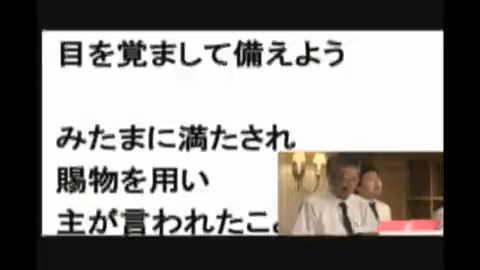 目を覚まして備えよう
みたまに満たされ
賜物を用い
主が言われたこ